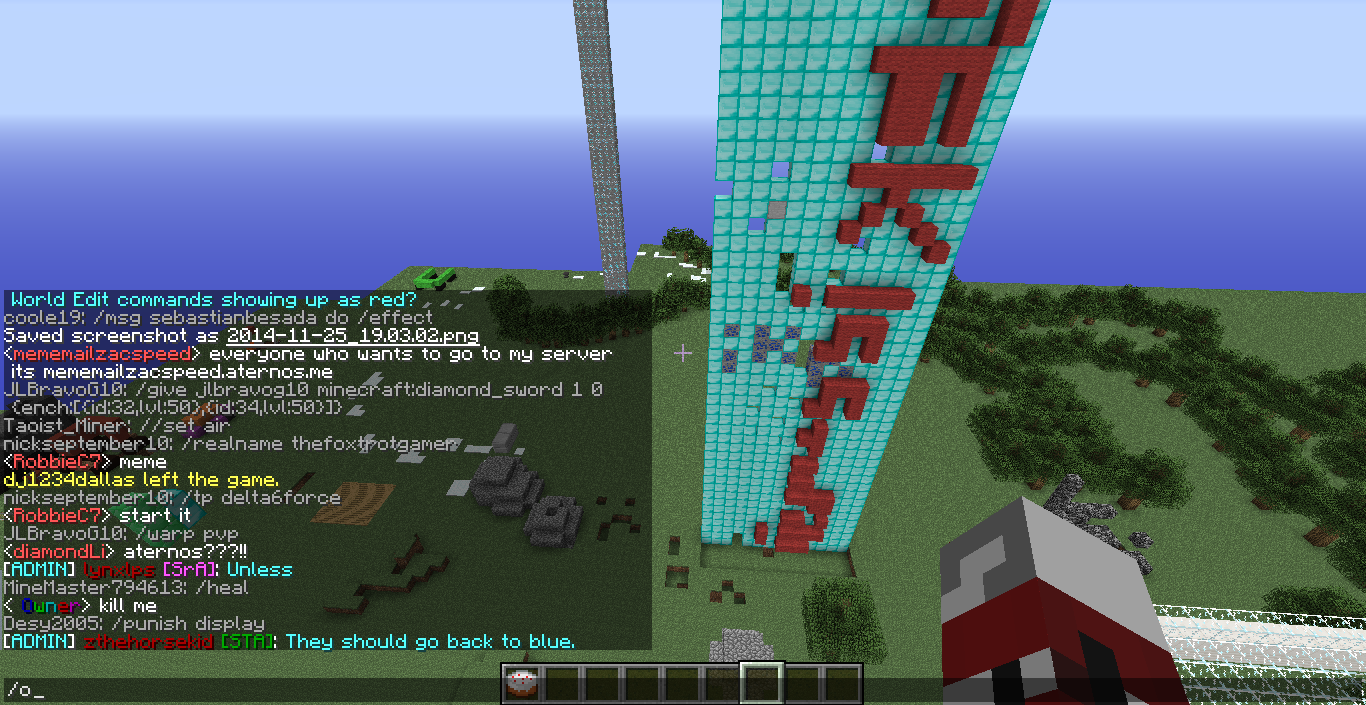 World Edit commands showing up as red?
coole19: /msg sebastianbesada do /effect
Saved screenshot as 2014-11-25_19.03.02.png
<mememailzacspeed> everyone who wants to go to my server
its mememailzacspeed.aternos.me
JLBravoG10: /give jlbravog10 minecraft:diamond_sword 1 0
{ench:[{id:32,lvl:50},{id:34,lvl:50}]}
Taoist_Miner: //set air
nickseptember10: /realname thefoxtrotgamer
<RobbieC7> meme
dj1234dallas left the game.
nickseptember10: /tp delta6force
<RobbieC7> start it
JLBravoG10: /warp pvp
<diamondLi> aternos???!!
[ADMIN] lynxlps [SrA]: Unless
MineMaster794613: /heal
< Owner> kill me
Desy2005: /punish display
[ADMIN] zthehorsekid [STA]: They should go back to blue.
/o_